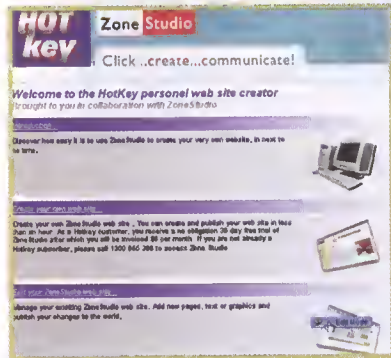 HOT
key
Zone Studio
Click ..create...communicate!
Welcome to the HotKey personel web site creator
Brought to you in collaboration with ZoneStudio
Discover how easy it is to use Zone Studio to create your very own website, in next to
no time.
Create your own Zone Studio web site
Create your own Zone Studio web site. You can create and publish your web site in less
than an hour. As a Hotkey customer, you receive a no obligation 30 day free trial of
Zone Studio after which you will be invoiced per month. If you are not already a
Hotkey subscriber, please call 1300 to access Zone Studio
Edit your Zone Studio web site
Manage your existing Zone Studio web site. Add new pages, text or graphics and
publish your changes to the world.
Edit Mode